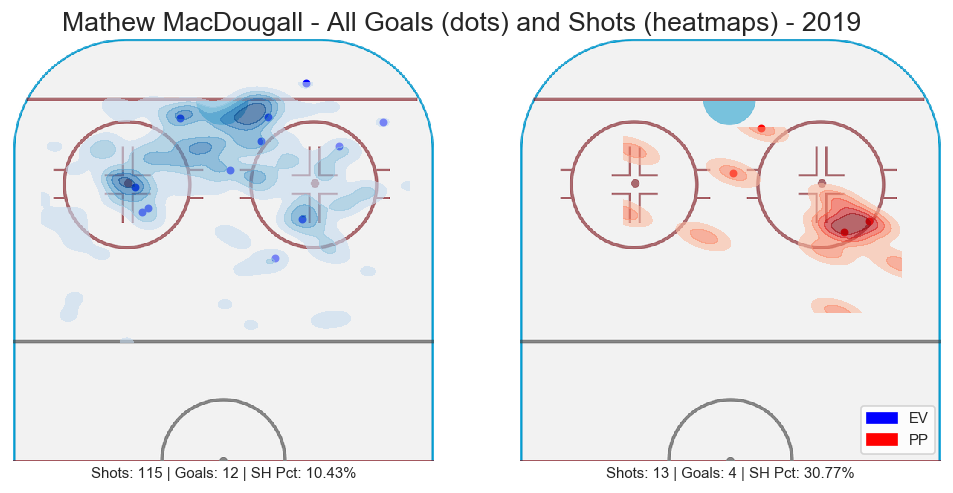 Mathew MacDougall - All Goals (dots) and Shots (heatmaps) - 2019
EV
PP
Shots: 115 | Goals: 12 | SH Pct: 10.43%
Shots: 13 | Goals: 4 | SH Pct: 30.77%